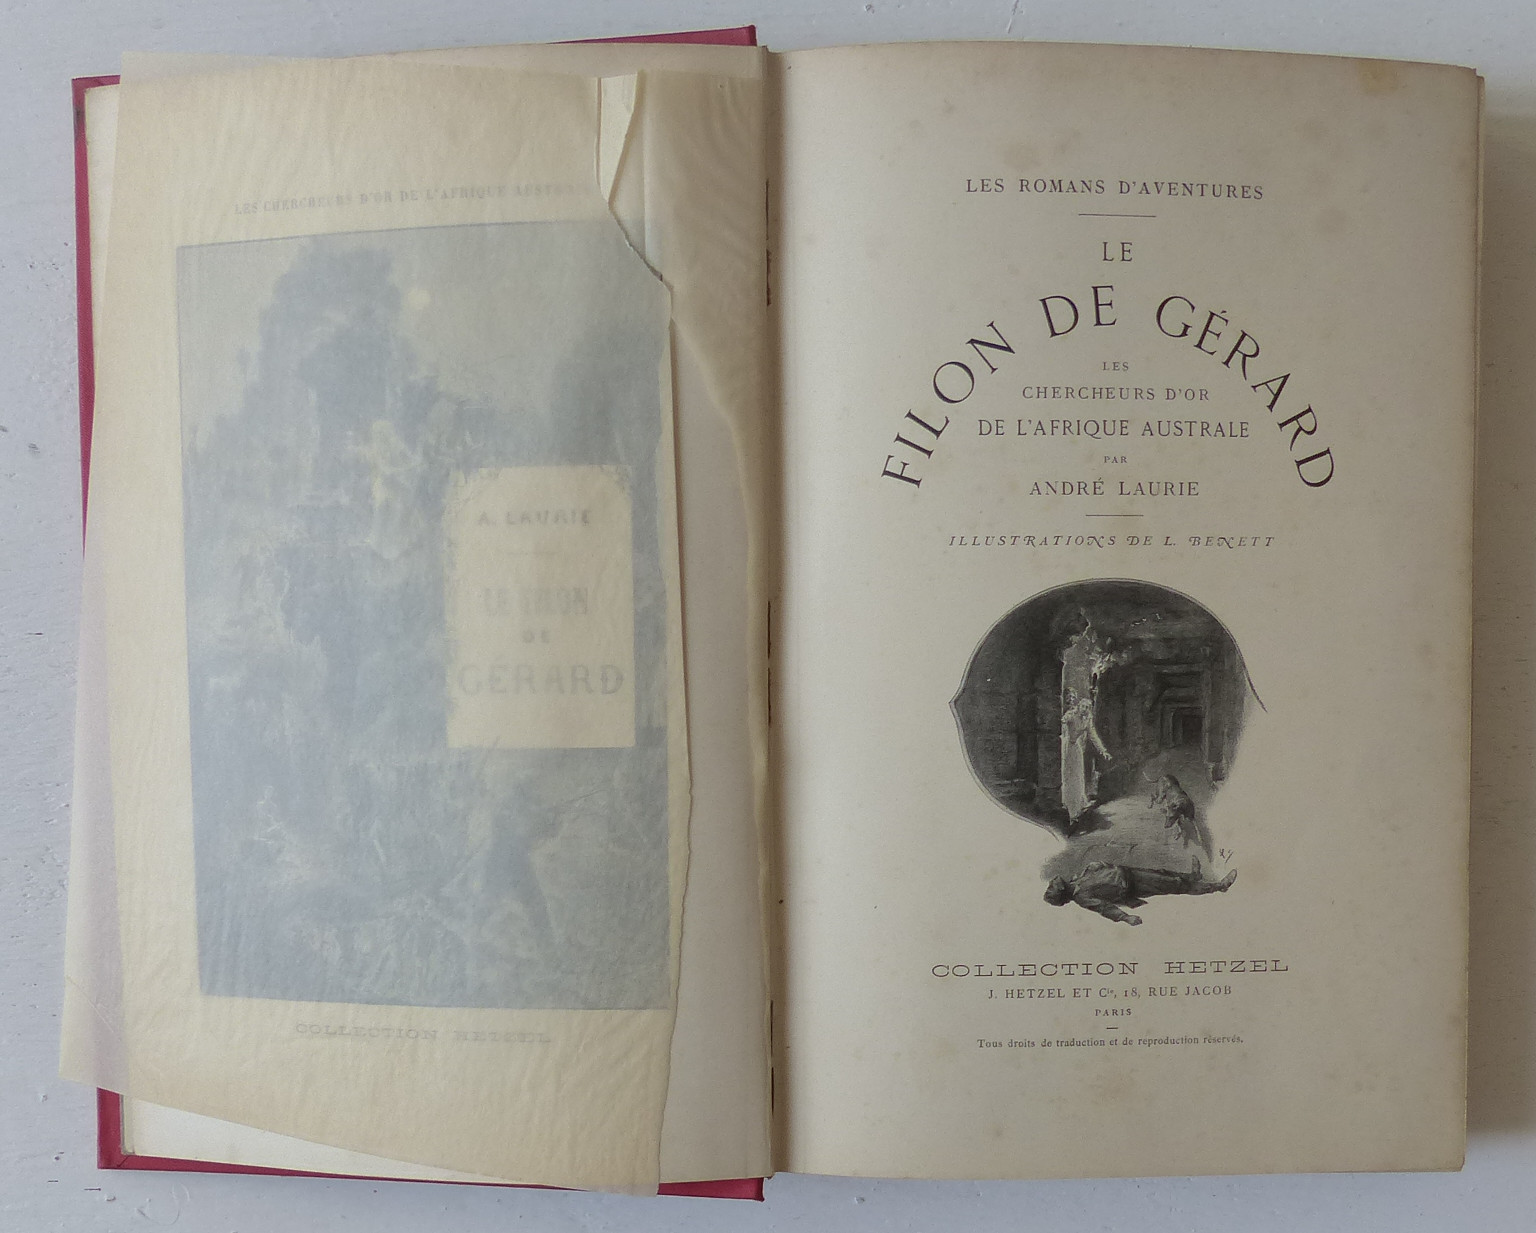 LES CHERCHEURS D'OR DE L'AFRIQUE
A. LAURIE
LE FILON
DE
GÉRARD
COLLECTION HETZEL
LES ROMANS D'AVENTURES
LE
FILON DE GÉRARD
LES
CHERCHEURS D'OR
DE L'AFRIQUE AUSTRALE
PAR
ANDRÉ LAURIE
ILLUSTRATIONS DE L. BENETT
COLLECTION HETZEL
J. HETZEL ET Cie, 18, RUE JACOB
PARIS
Tous droits de traduction et de reproduction réservés.